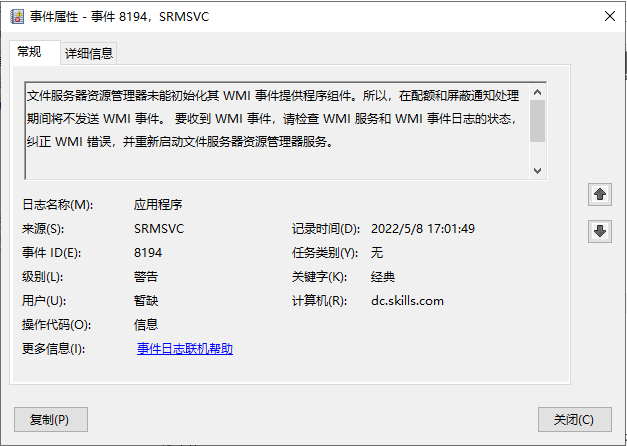 事件属性 - 事件 8194，SRMSVC
常规
详细信息
文件服务器资源管理器未能初始化其 WMI 事件提供程序组件。所以，在配额和屏蔽通知处理
期间将不发送 WMI 事件。 要收到 WMI 事件，请检查 WMI 服务和 WMI 事件日志的状态，
纠正 WMI 错误，并重新启动文件服务器资源管理器服务。
日志名称(M): 应用程序
来源(S): SRMSVC 记录时间(D): 2022/5/8 17:01:49
事件 ID(E): 8194 任务类别(Y): 无
级别(L): 警告 关键字(K): 经典
用户(U): 暂缺 计算机(R): dc.skills.com
操作代码(O): 信息
更多信息(I): 事件日志联机帮助
复制(P) 关闭(C)